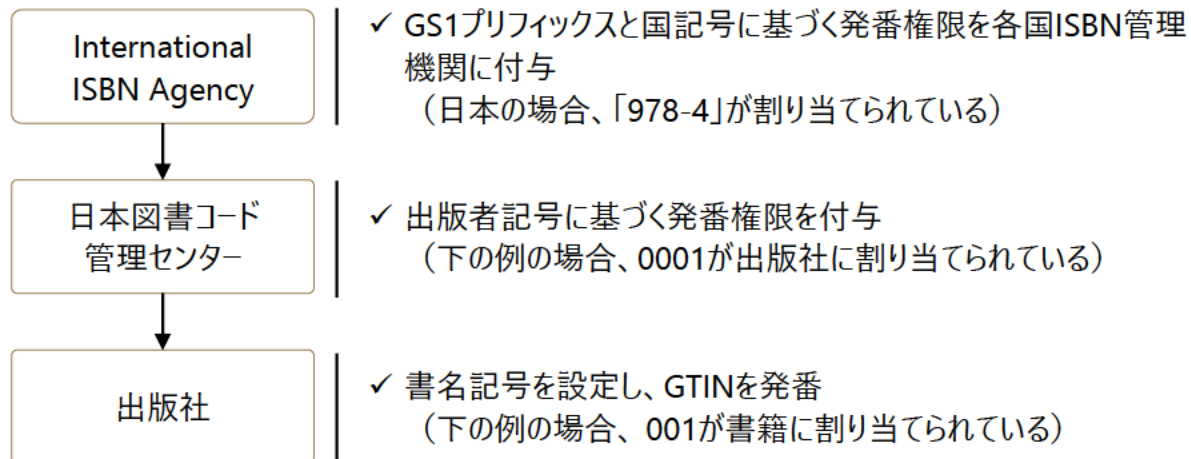 International
ISBN Agency
✓ GS1プリフィックスと国記号に基づく発番権限を各国ISBN管理
機関に付与
（日本の場合、「978-4」が割り当てられている）
日本図書コード
管理センター
✓ 出版者記号に基づく発番権限を付与
（下の例の場合、0001が出版社に割り当てられている）
出版社
✓ 書名記号を設定し、GTINを発番
（下の例の場合、001が書籍に割り当てられている）